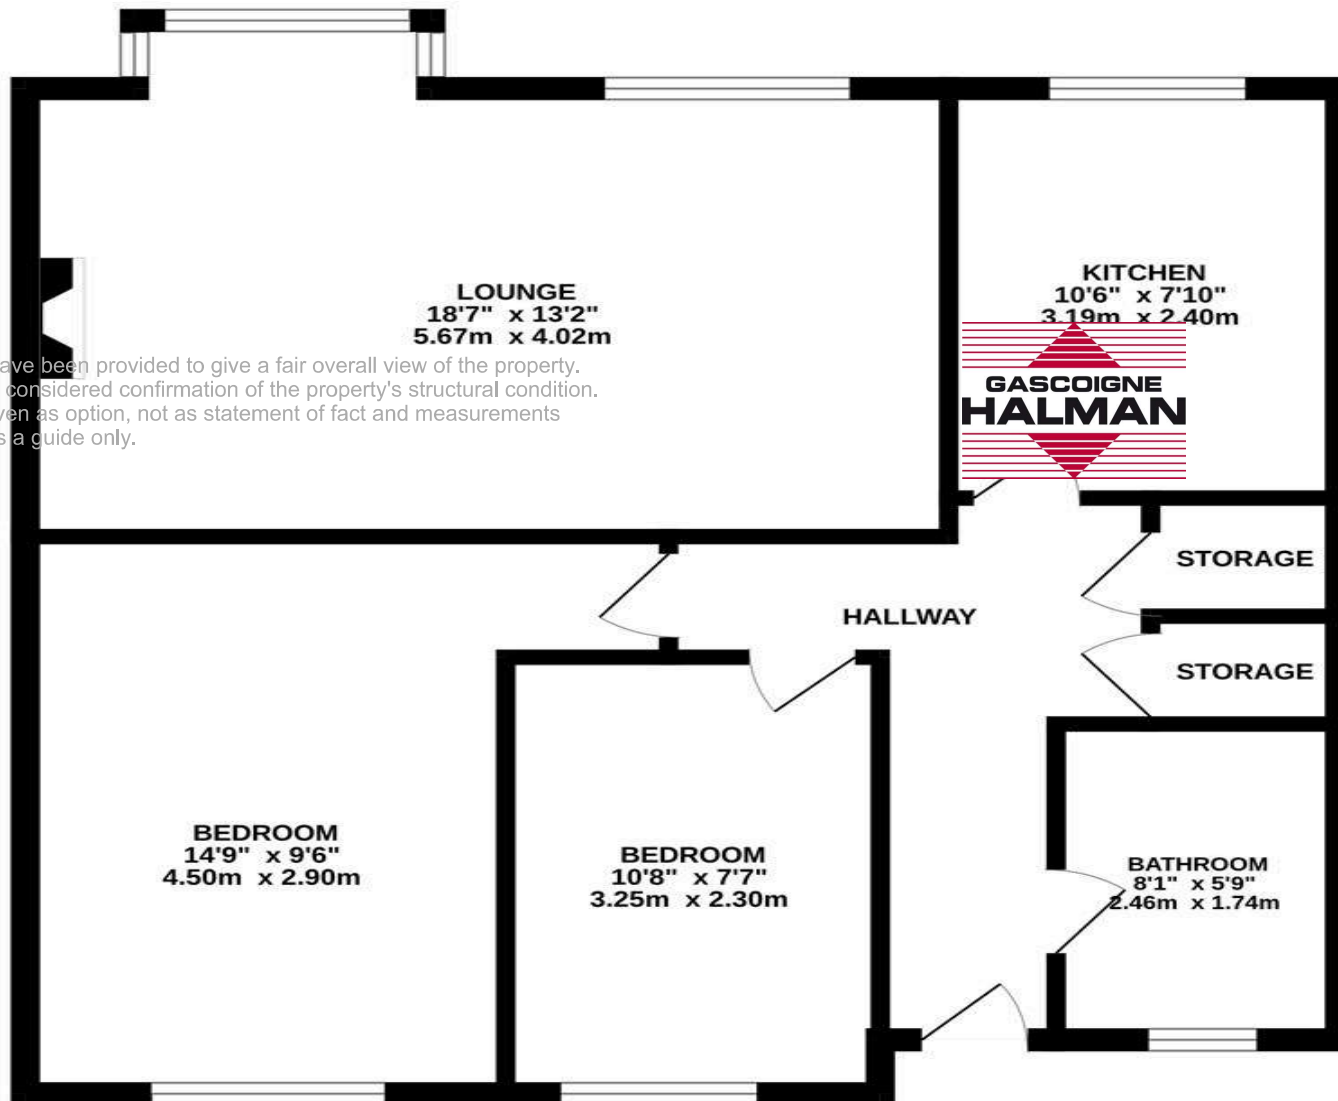 LOUNGE
18'7" x 13'2"
5.67m x 4.02m
KITCHEN
10'6" x 7'10"
3.19m x 2.40m
ave been provided to give a fair overall view of the property.
considered confirmation of the property's structural condition.
ven as option, not as statement of fact and measurements
s a guide only.
GASCOIGNE
HALMAN
STORAGE
HALLWAY
STORAGE
BEDROOM
14'9" x 9'6"
4.50m x 2.90m
BEDROOM
10'8" x 7'7"
3.25m x 2.30m
BATHROOM
8'1" x 5'9"
2.46m x 1.74m